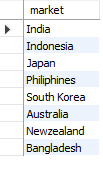 market
India
Indonesia
Japan
Philiphines
South Korea
Australia
Newzealand
Bangladesh